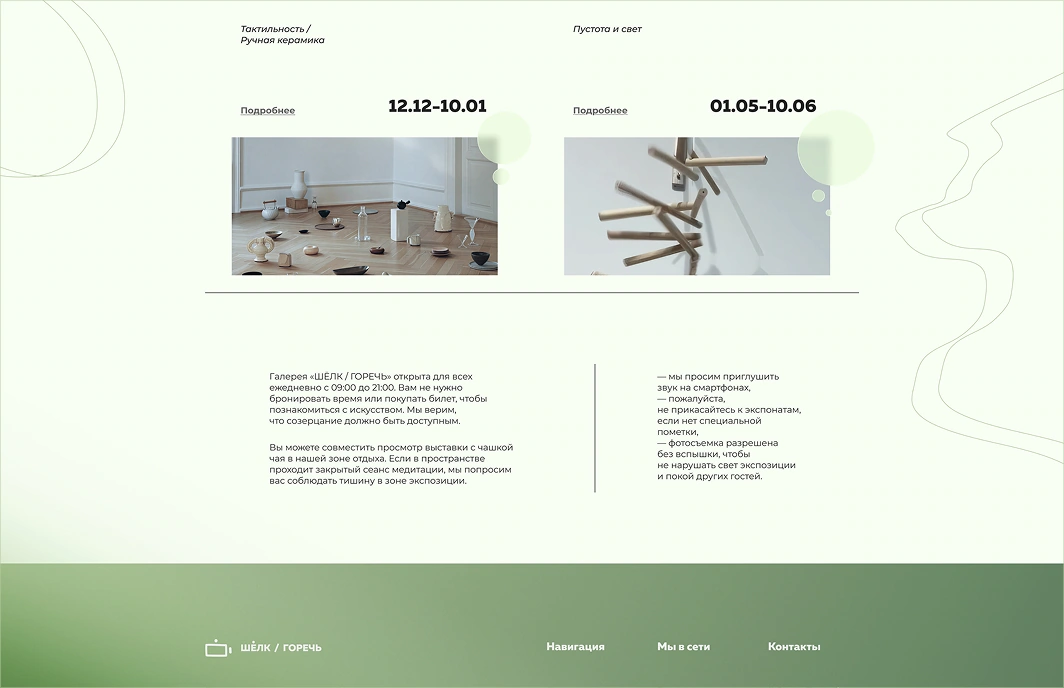 Тактильность /
Ручная керамика
Подробнее
12.12-10.01
Пустота и свет
Подробнее
01.05-10.06
Галерея «ШЁЛК / ГОРЕЧЬ» открыта для всех
ежедневно с 09:00 до 21:00. Вам не нужно
бронировать время или покупать билет, чтобы
познакомиться с искусством. Мы верим,
что созерцание должно быть доступным.
Вы можете совместить просмотр выставки с чашкой
чая в нашей зоне отдыха. Если в пространстве
проходит закрытый сеанс медитации, мы попросим
вас соблюдать тишину в зоне экспозиции.
— мы просим приглушить
звук на смартфонах,
— пожалуйста,
не прикасайтесь к экспонатам,
если нет специальной
пометки,
— фотосъемка разрешена
без вспышки, чтобы
не нарушать свет экспозиции
и покой других гостей.
ШЁЛК / ГОРЕЧЬ
Навигация
Мы в сети
Контакты